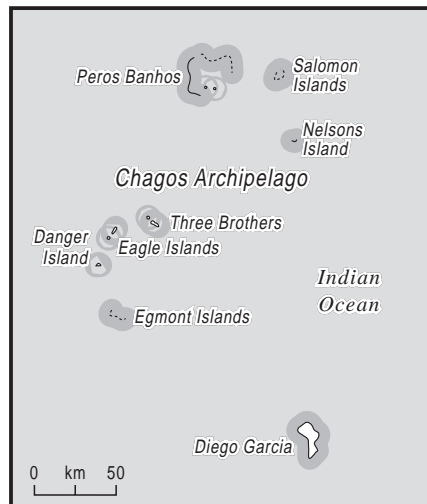 Peros Banhos
Salomon
Islands
Nelsons
Island
Chagos Archipelago
Three Brothers
Danger
Island
Eagle Islands
Indian
Ocean
Egmont Islands
Diego Garcia
0 km 50